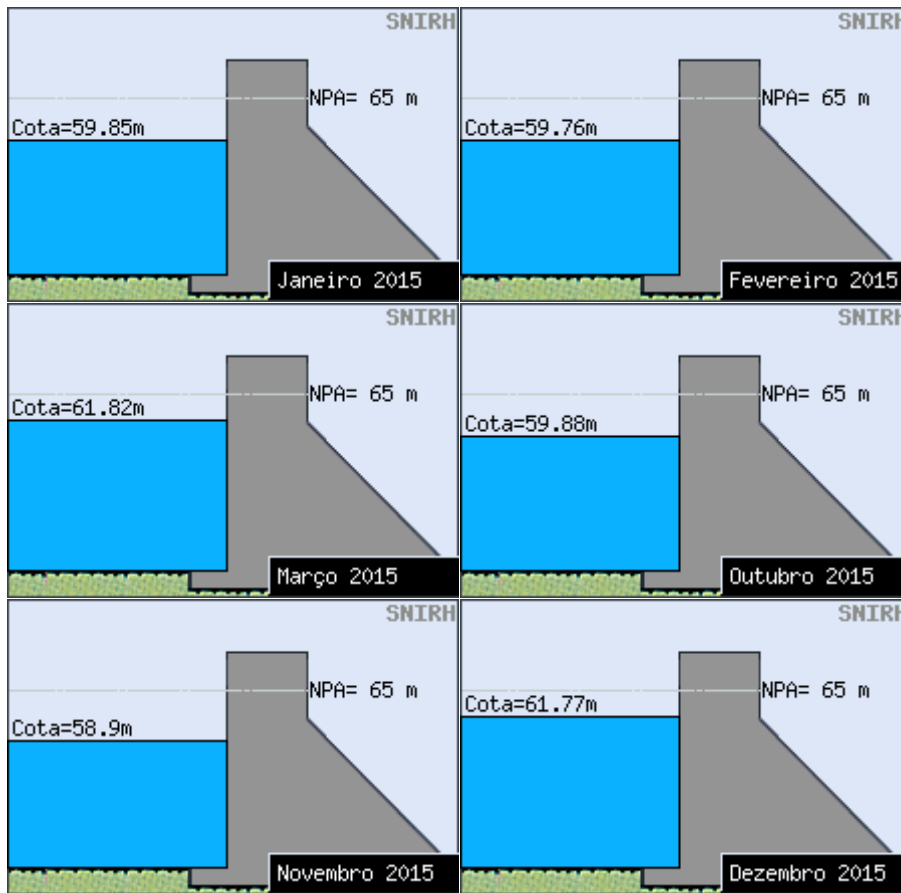 SNIRH
NPA= 65 m
Cota=59.85m
Janeiro 2015
SNIRH
NPA= 65 m
Cota=59.76m
Fevereiro 2015
SNIRH
NPA= 65 m
Cota=61.82m
Março 2015
SNIRH
NPA= 65 m
Cota=59.88m
Outubro 2015
SNIRH
NPA= 65 m
Cota=58.9m
Novembro 2015
SNIRH
NPA= 65 m
Cota=61.77m
Dezembro 2015